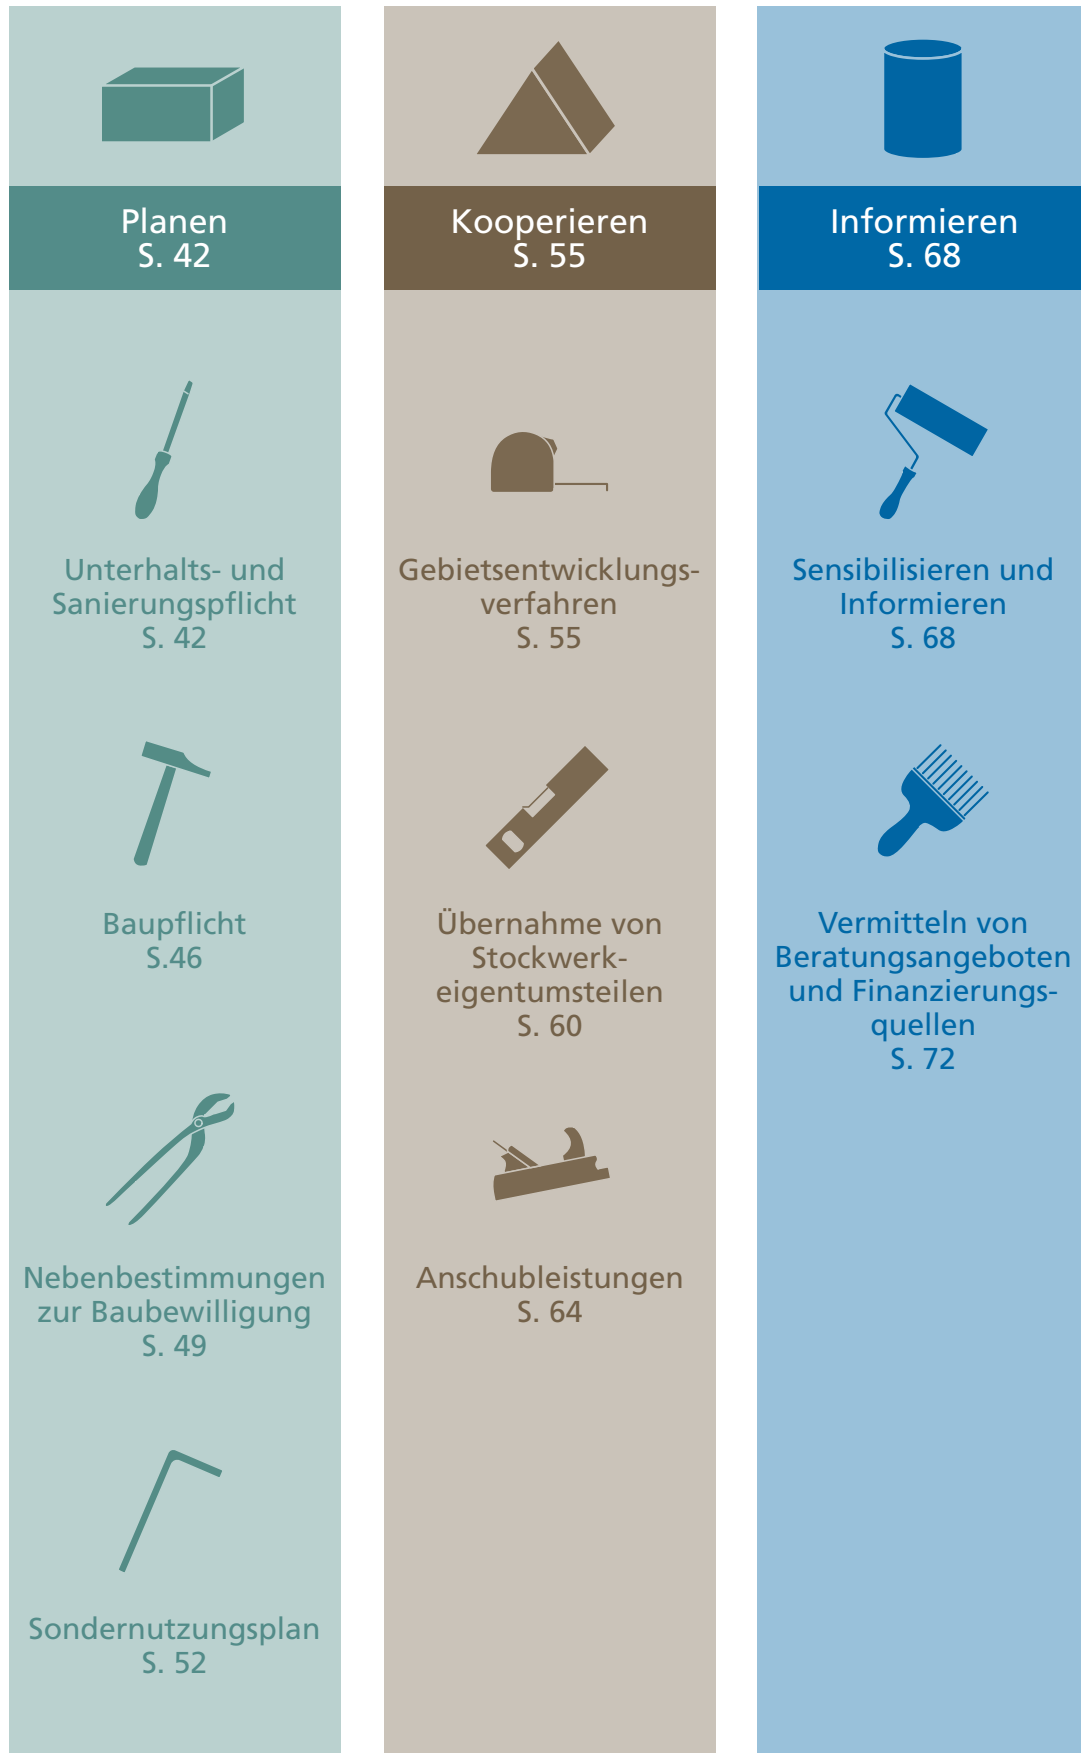 Planen
S. 42
Unterhalts- und
Sanierungspflicht
S. 42
Baupflicht
S.46
Nebenbestimmungen
zur Baubewilligung
S. 49
Sondernutzungsplan
S. 52
Kooperieren
S. 55
Gebietsentwicklungs-
verfahren
S. 55
Übernahme von
Stockwerk-
eigentumsteilen
S. 60
Anschubleistungen
S. 64
Informieren
S. 68
Sensibilisieren und
Informieren
S. 68
Vermitteln von
Beratungsangeboten
und Finanzierungs-
quellen
S. 72